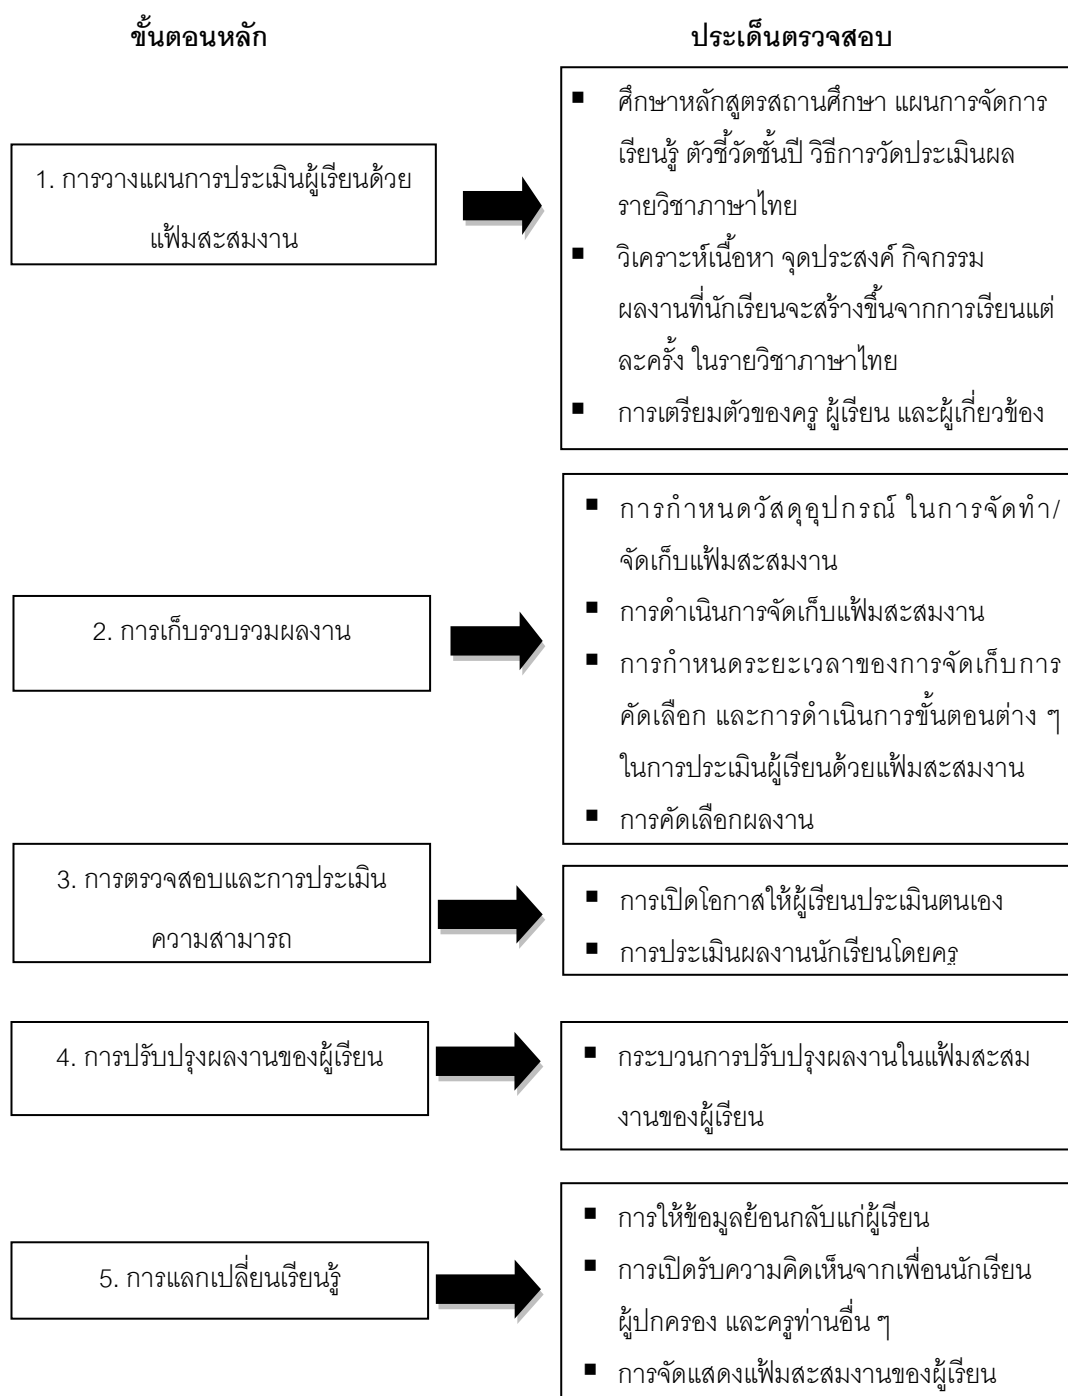 ขั้นตอนหลัก
ประเด็นตรวจสอบ
1. การวางแผนการประเมินผู้เรียนด้วย
แฟ้มสะสมงาน
■ ศึกษาหลักสูตรสถานศึกษา แผนการจัดการ
เรียนรู้ ตัวชี้วัดชั้นปี วิธีการวัดประเมินผล
รายวิชาภาษาไทย
■ วิเคราะห์เนื้อหา จุดประสงค์ กิจกรรม
ผลงานที่นักเรียนจะสร้างขึ้นจากการเรียนแต่
ละครั้ง ในรายวิชาภาษาไทย
■ การเตรียมตัวของครู ผู้เรียน และผู้เกี่ยวข้อง
2. การเก็บรวบรวมผลงาน
■ การกำหนดวัสดุอุปกรณ์ ในการจัดทำ/
จัดเก็บแฟ้มสะสมงาน
■ การดำเนินการจัดเก็บแฟ้มสะสมงาน
■ การกำหนดระยะเวลาของการจัดเก็บการ
คัดเลือก และการดำเนินการขั้นตอนต่าง ๆ
ในการประเมินผู้เรียนด้วยแฟ้มสะสมงาน
■ การคัดเลือกผลงาน
3. การตรวจสอบและการประเมิน
ความสามารถ
■ การเปิดโอกาสให้ผู้เรียนประเมินตนเอง
■ การประเมินผลงานนักเรียนโดยครู
4. การปรับปรุงผลงานของผู้เรียน
■ กระบวนการปรับปรุงผลงานในแฟ้มสะสม
งานของผู้เรียน
5. การแลกเปลี่ยนเรียนรู้
■ การให้ข้อมูลย้อนกลับแก่ผู้เรียน
■ การเปิดรับความคิดเห็นจากเพื่อนนักเรียน
ผู้ปกครอง และครูท่านอื่น ๆ
■ การจัดแสดงแฟ้มสะสมงานของผู้เรียน